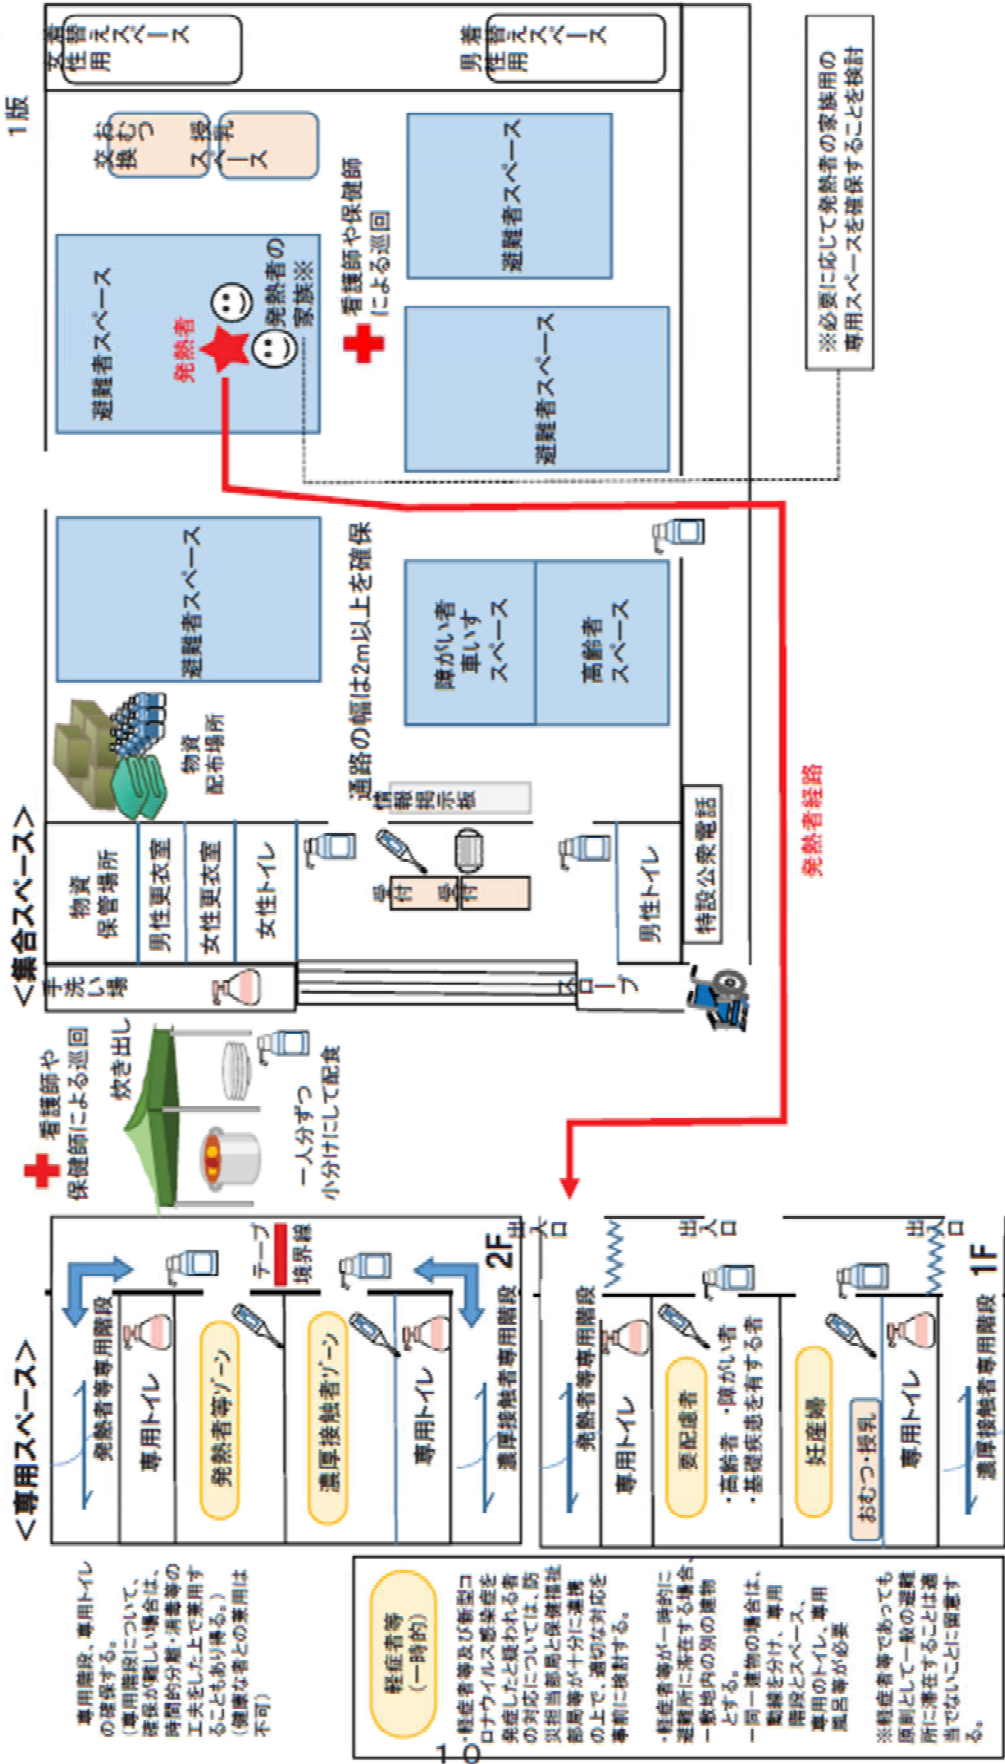 1版
<専用スペース>
<集合スペース>
専用階段、専用トイレ
の確保する。
(専用階段について、
確保が難しい場合は、
時間的分離・消毒等の
工夫をした上で兼用す
ることもあり得る。)
(健康な者との兼用は
不可)
発熱者等専用階段
専用トイレ
発熱者等ゾーン
濃厚接触者ゾーン
専用トイレ
濃厚接触者専用階段
テープ
境界線
2F
看護師や
保健師による巡回
炊き出し
一人分ずつ
小分けにして配食
手洗い場
スロープ
物資
保管場所
男性更衣室
女性更衣室
女性トイレ
受付
受付
男性トイレ
特設公衆電話
物資
配布場所
通路の幅は2m以上を確保
情報掲示板
避難者スペース
障がい者
車いす
スペース
高齢者
スペース
避難者スペース
発熱者
発熱者の
家族※
看護師や保健師
による巡回
避難者スペース
避難者スペース
おむつ
交換
授乳
スペース
着替えスペース
女性用
着替えスペース
男性用
※必要に応じて発熱者の家族用の
専用スペースを確保することを検討
発熱者経路
軽症者等
(一時的)
・軽症者等及び新型コ
ロナウイルス感染症を
発症したと疑われる者
の対応については、防
災担当部局と保健福祉
部局等が十分に連携
の上で、適切な対応を
事前に検討する。
・軽症者等が一時的に
避難所に滞在する場合、
一敷地内の別の建物
とする。
一同一建物の場合は、
動線を分け、専用
階段とスペース、
専用のトイレ、専用
風呂等が必要
※軽症者等であっても
原則として一般の避難
所に滞在することは適
当でないことに留意す
る。
発熱者等専用階段
専用トイレ
要配慮者
・高齢者 ・障がい者
・基礎疾患を有する者
妊産婦
おむつ・授乳
専用トイレ
濃厚接触者専用階段
出入口
出入口
出入口
1F
10